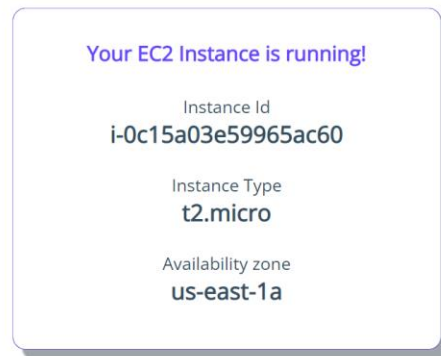 Your EC2 Instance is running!
Instance Id
i-0c15a03e59965ac60
Instance Type
t2.micro
Availability zone
us-east-1a